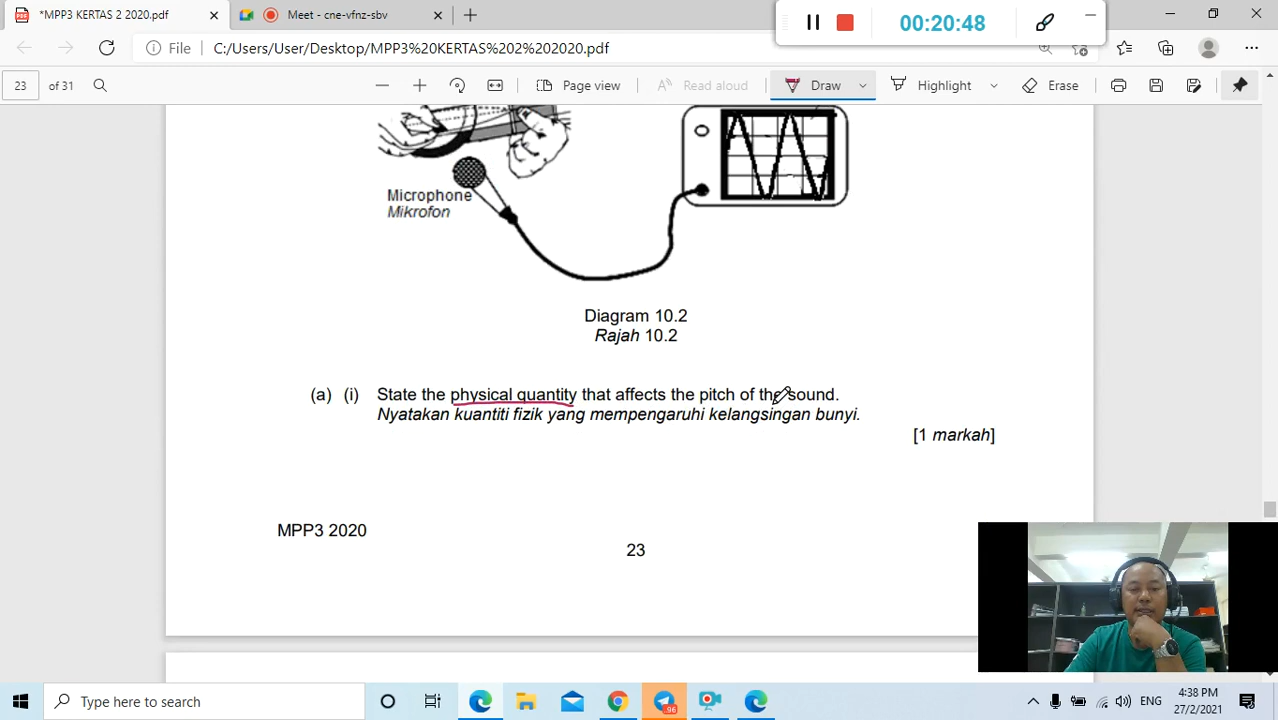 *MPP3 KERTAS 2 2020.pdf
Meet - cne-vfnz-sbv
00:20:48
File
C:/Users/User/Desktop/MPP3%20KERTAS%202%202020.pdf
23 of 31
Page view
Read aloud
Draw
Highlight
Erase
Microphone
Mikrofon
Diagram 10.2
Rajah 10.2
(a) (i) State the physical quantity that affects the pitch of the sound.
Nyatakan kuantiti fizik yang mempengaruhi kelangsingan bunyi.
[1 markah]
MPP3 2020
23
Type here to search
96
ENG
4:38 PM
27/2/2021